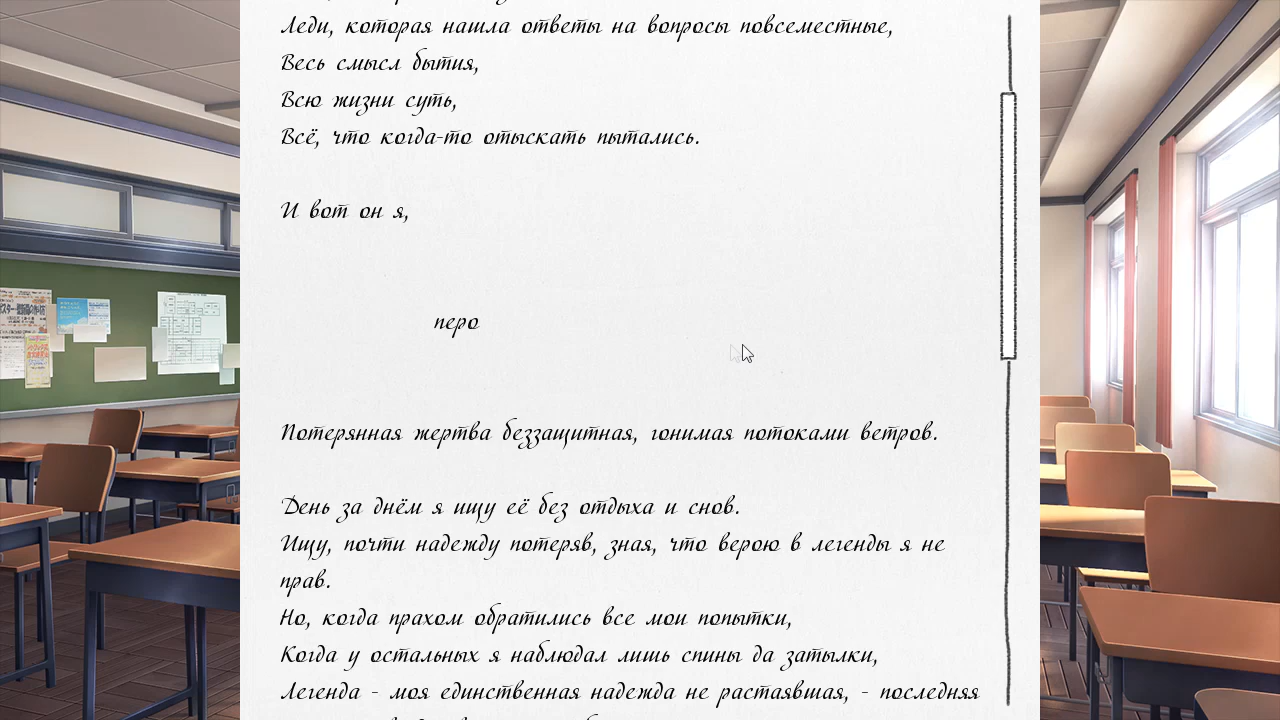 Леди, которая нашла ответы на вопросы повсеместные,
Весь смысл бытия,
Всю жизни суть,
Всё, что когда-то отыскать пытались.
И вот он я,
перо
Потерянная жертва беззащитная, гонимая потоками ветров.
День за днём я ищу её без отдыха и снов.
Ищу, почти надежду потеряв, зная, что верою в легенды я не
прав.
Но, когда прахом обратились все мои попытки,
Когда у остальных я наблюдал лишь спины да затылки,
Легенда - моя единственная надежда не растаявшая, - последняя